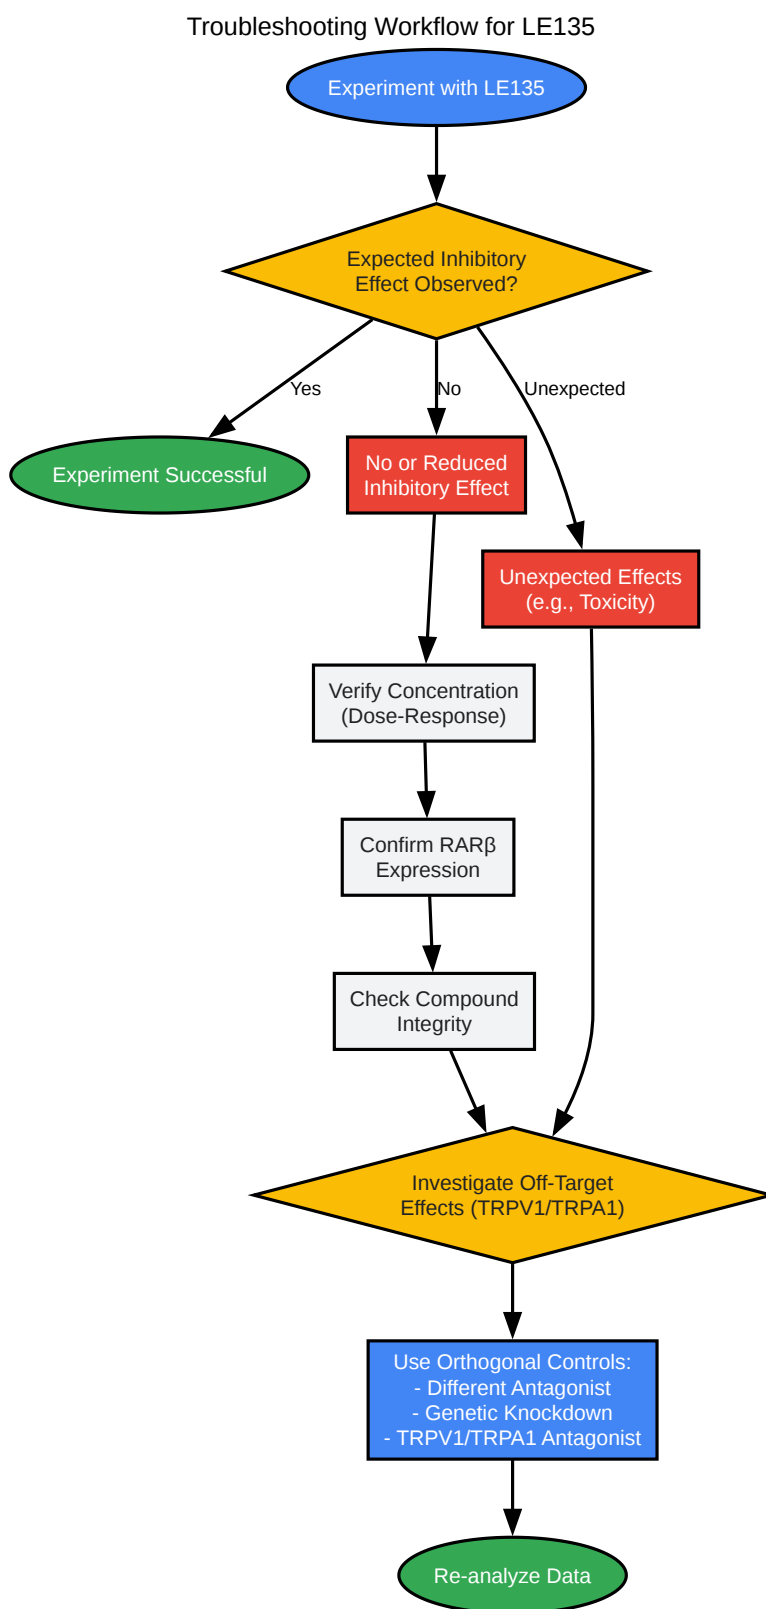 Troubleshooting Workflow for LE135
Experiment with LE135
Expected Inhibitory
Effect Observed?
Yes
No
Unexpected
Experiment Successful
No or Reduced
Inhibitory Effect
Unexpected Effects
(e.g., Toxicity)
Verify Concentration
(Dose-Response)
Confirm RARβ
Expression
Check Compound
Integrity
Investigate Off-Target
Effects (TRPV1/TRPA1)
Use Orthogonal Controls:
- Different Antagonist
- Genetic Knockdown
- TRPV1/TRPA1 Antagonist
Re-analyze Data